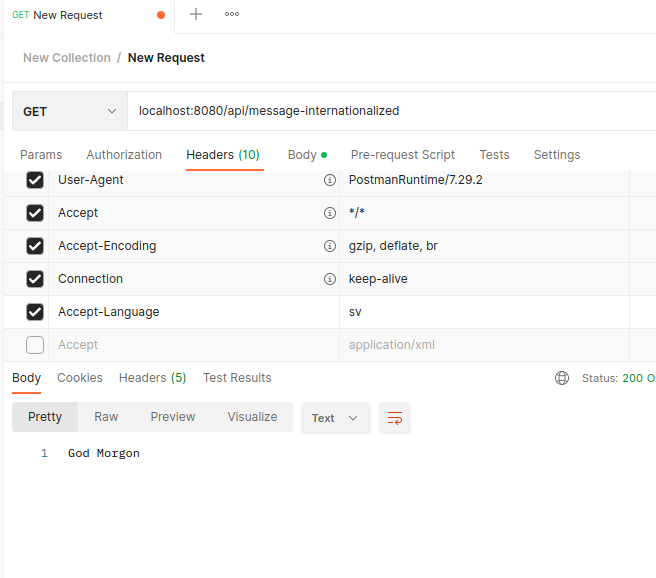 GET New Request
New Collection / New Request
GET localhost:8080/api/message-internationalized
Params Authorization Headers (10) Body Pre-request Script Tests Settings
User-Agent PostmanRuntime/7.29.2
Accept */*
Accept-Encoding gzip, deflate, br
Connection keep-alive
Accept-Language sv
Accept application/xml
Body Cookies Headers (5) Test Results Status: 200 O
Pretty Raw Preview Visualize Text
1 God Morgon